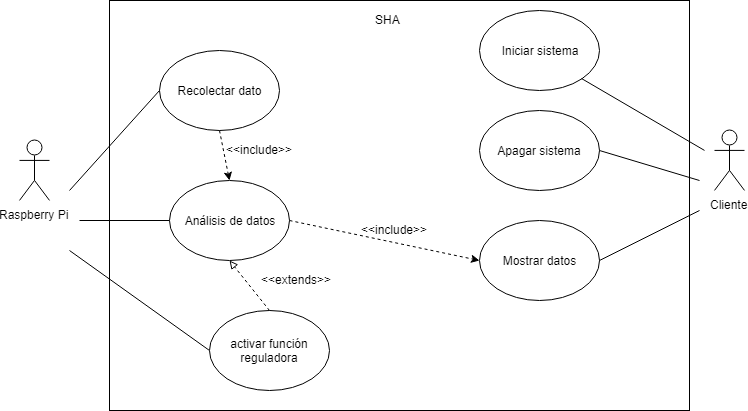 SHA
Iniciar sistema
Recolectar dato
<<include>>
Apagar sistema
Raspberry Pi
Cliente
Análisis de datos
<<include>>
Mostrar datos
<<extends>>
activar función
reguladora